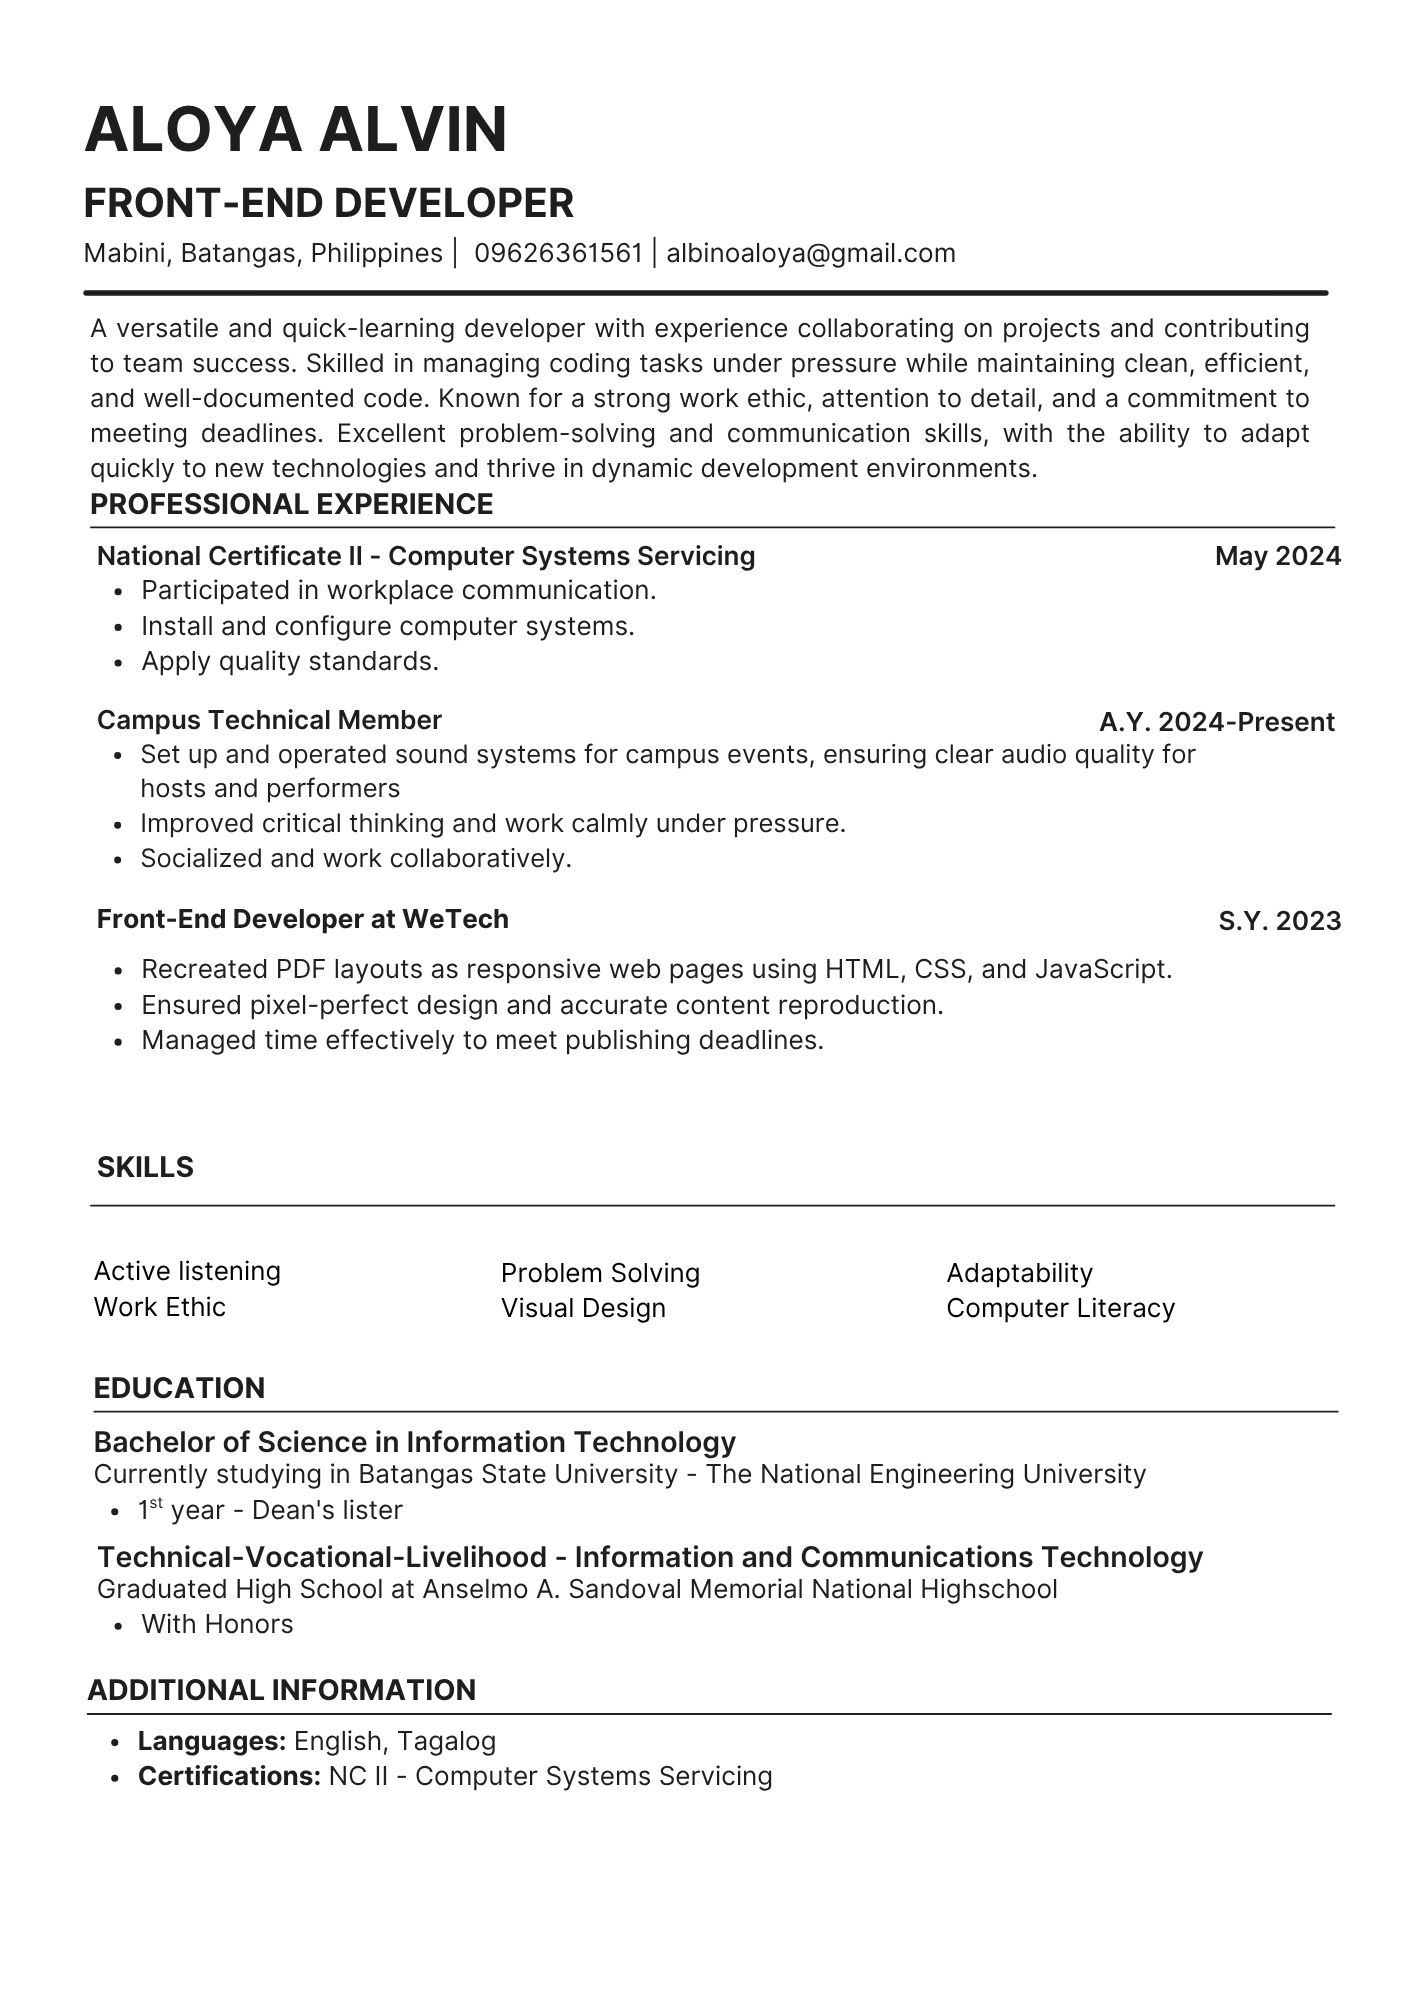 ALOYA ALVIN
FRONT-END DEVELOPER
Mabini, Batangas, Philippines | 09626361561 | albinoaloya@gmail.com
A versatile and quick-learning developer with experience collaborating on projects and contributing
to team success. Skilled in managing coding tasks under pressure while maintaining clean, efficient,
and well-documented code. Known for a strong work ethic, attention to detail, and a commitment to
meeting deadlines. Excellent problem-solving and communication skills, with the ability to adapt
quickly to new technologies and thrive in dynamic development environments.
PROFESSIONAL EXPERIENCE
National Certificate II - Computer Systems Servicing May 2024
• Participated in workplace communication.
• Install and configure computer systems.
• Apply quality standards.
Campus Technical Member A.Y. 2024-Present
• Set up and operated sound systems for campus events, ensuring clear audio quality for
hosts and performers
• Improved critical thinking and work calmly under pressure.
• Socialized and work collaboratively.
Front-End Developer at WeTech S.Y. 2023
• Recreated PDF layouts as responsive web pages using HTML, CSS, and JavaScript.
• Ensured pixel-perfect design and accurate content reproduction.
• Managed time effectively to meet publishing deadlines.
SKILLS
Active listening Problem Solving Adaptability
Work Ethic Visual Design Computer Literacy
EDUCATION
Bachelor of Science in Information Technology
Currently studying in Batangas State University - The National Engineering University
• 1st year - Dean's lister
Technical-Vocational-Livelihood - Information and Communications Technology
Graduated High School at Anselmo A. Sandoval Memorial National Highschool
• With Honors
ADDITIONAL INFORMATION
• Languages: English, Tagalog
• Certifications: NC II - Computer Systems Servicing